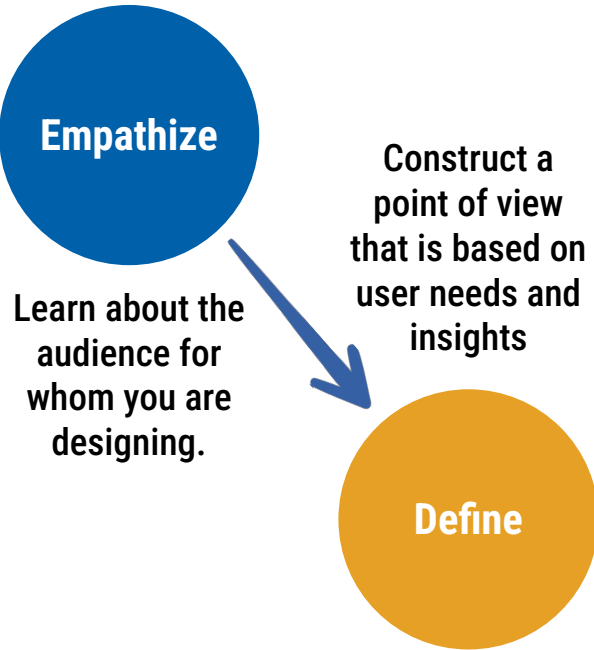 Empathize
Learn about the
audience for
whom you are
designing.
Construct a
point of view
that is based on
user needs and
insights
Define